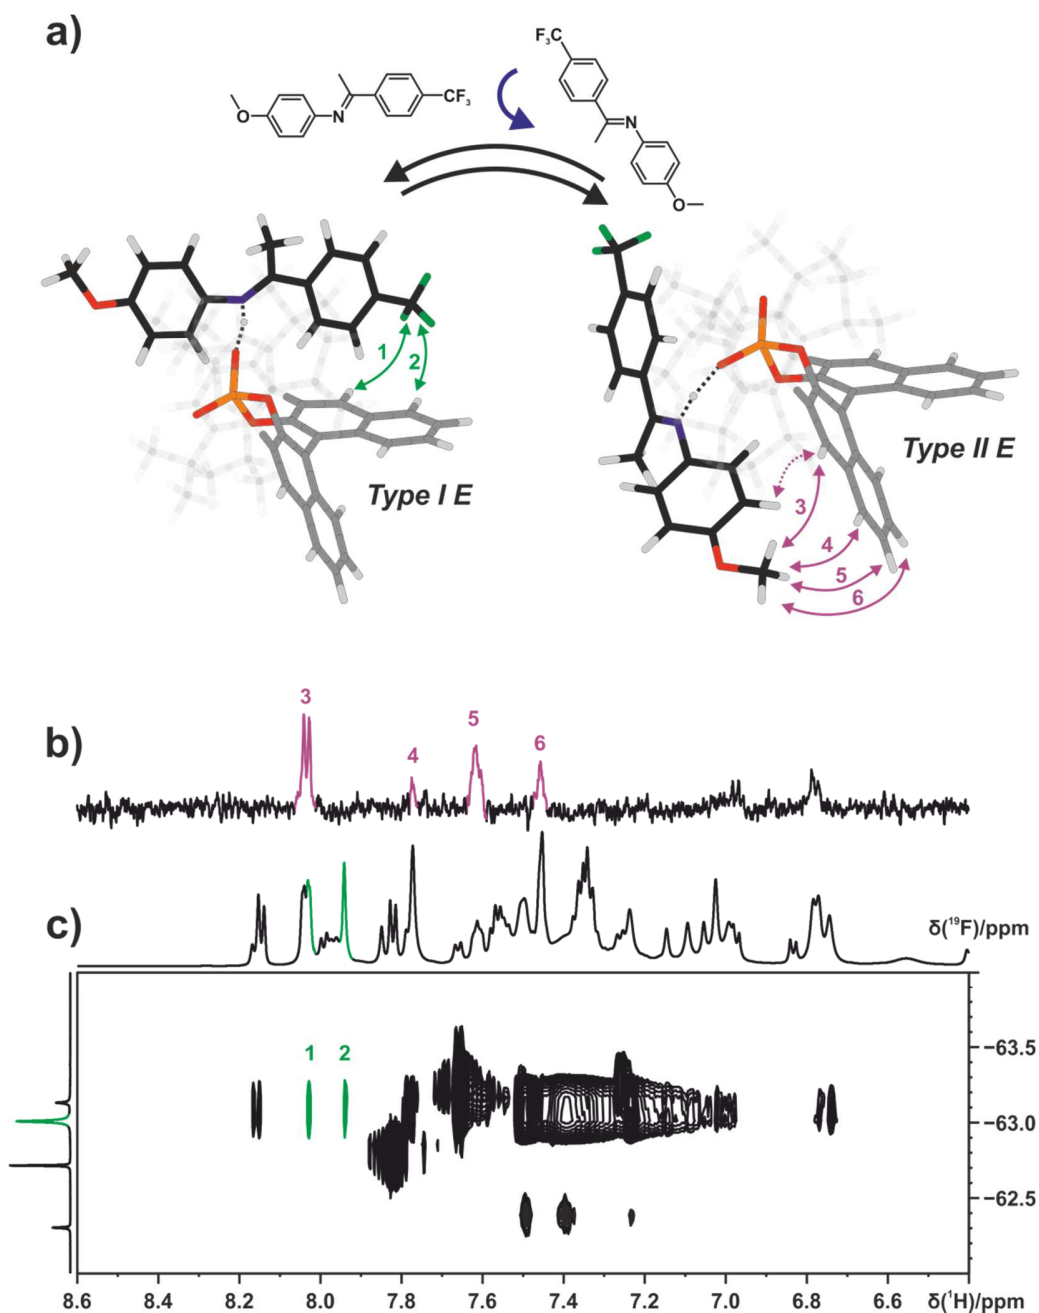 a)
F₃C
O
N
CF₃
N
O
1
2
Type I E
3
4
5
6
Type II E
b)
3
4
5
6
c)
δ(¹⁹F)/ppm
1
2
−63.5
−63.0
−62.5
8.6 8.4 8.2 8.0 7.8 7.6 7.4 7.2 7.0 6.8 6.6 δ(¹H)/ppm